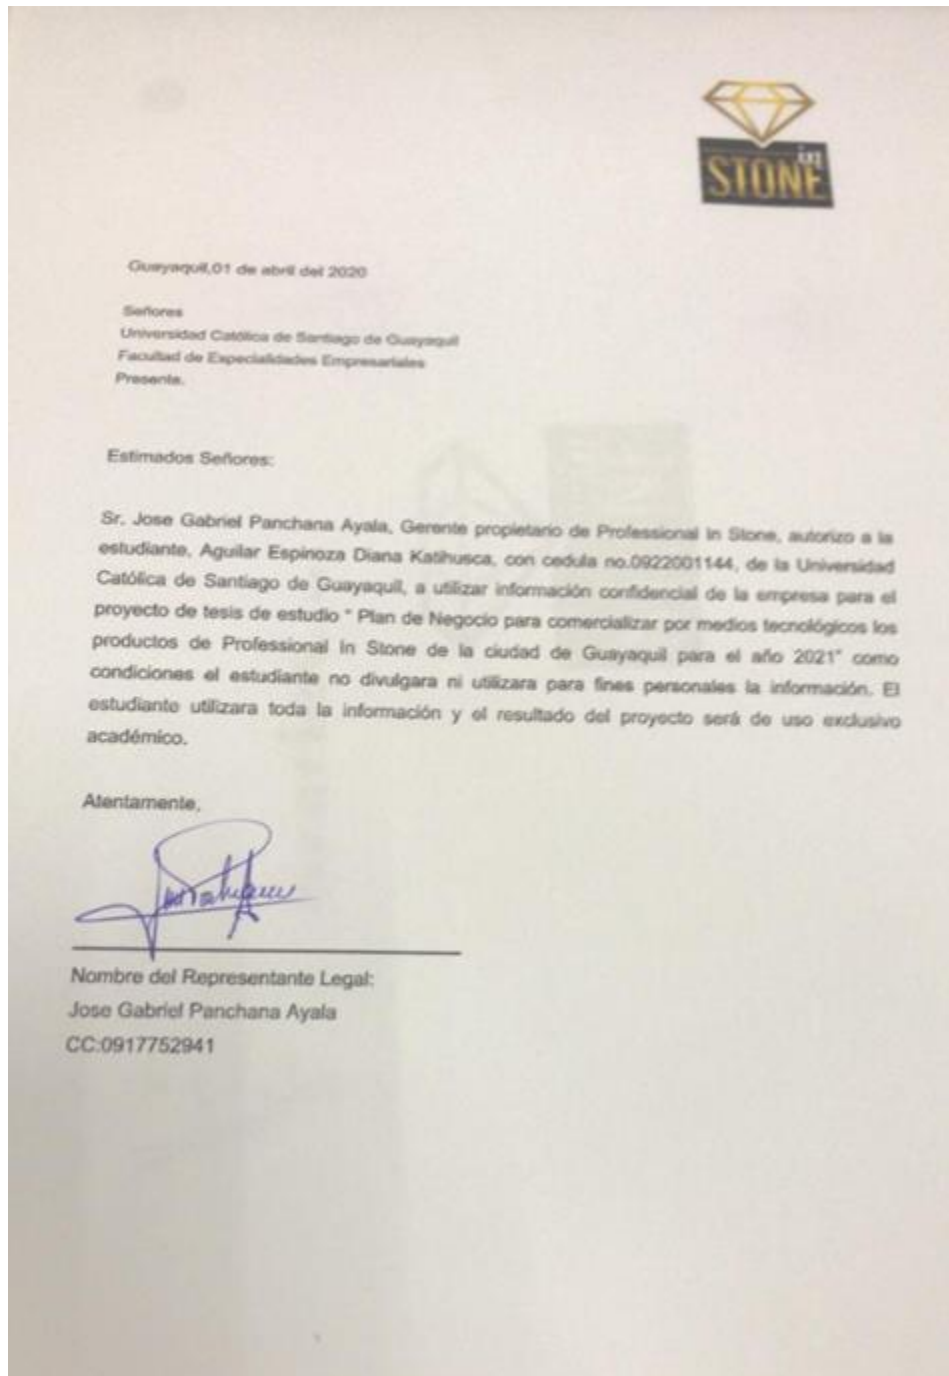 in
STONE
Guayaquil,01 de abril del 2020
Señores
Universidad Católica de Santiago de Guayaquil
Facultad de Especialidades Empresariales
Presente.
Estimados Señores:
Sr. Jose Gabriel Panchana Ayala, Gerente propietario de Professional In Stone, autorizo a la
estudiante, Aguilar Espinoza Diana Katihusca, con cedula no.0922001144, de la Universidad
Católica de Santiago de Guayaquil, a utilizar información confidencial de la empresa para el
proyecto de tesis de estudio " Plan de Negocio para comercializar por medios tecnológicos los
productos de Professional In Stone de la ciudad de Guayaquil para el año 2021" como
condiciones el estudiante no divulgara ni utilizara para fines personales la información. El
estudiante utilizara toda la información y el resultado del proyecto será de uso exclusivo
académico.
Atentamente,
Nombre del Representante Legal:
Jose Gabriel Panchana Ayala
CC:0917752941